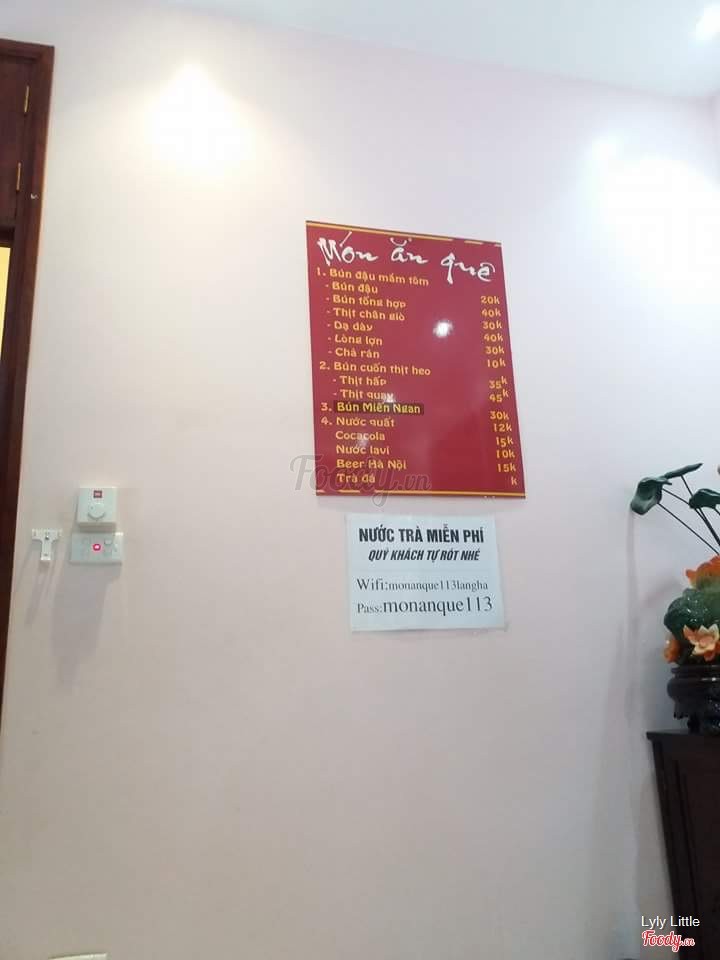 Món ăn quê
1. Bún đậu mắm tôm
- Bún đậu 20k
- Bún tổng hợp 40k
- Thịt chân giò 30k
- Dạ dày 40k
- Lòng lợn 30k
- Chả rán 10k
2. Bún cuốn thịt heo
- Thịt hấp 35k
- Thịt quay 45k
3. Bún Miến Ngan 30k
4. Nước quất 12k
Cocacola 15k
Nước lavi 10k
Beer Hà Nội 15k
Trà đá k
Foody.vn
NƯỚC TRÀ MIỄN PHÍ
QUÝ KHÁCH TỰ RÓT NHÉ
Wifi:monanque113langha
Pass:monanque113
Lyly Little
Foody.vn